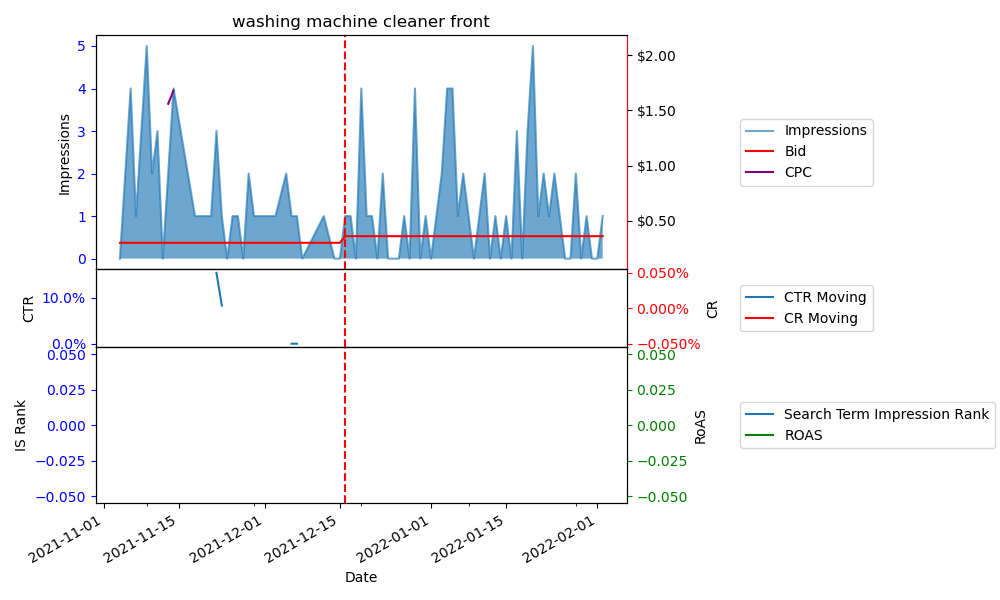 washing machine cleaner front
Impressions
5
4
3
2
1
0
$2.00
$1.50
$1.00
$0.50
Impressions
Bid
CPC
CTR
10.0%
0.0%
0.050%
0.000%
−0.050%
CR
CTR Moving
CR Moving
IS Rank
0.050
0.025
0.000
−0.025
−0.050
0.050
0.025
0.000
−0.025
−0.050
RoAS
Search Term Impression Rank
ROAS
2021-11-01
2021-11-15
2021-12-01
2021-12-15
2022-01-01
2022-01-15
2022-02-01
Date